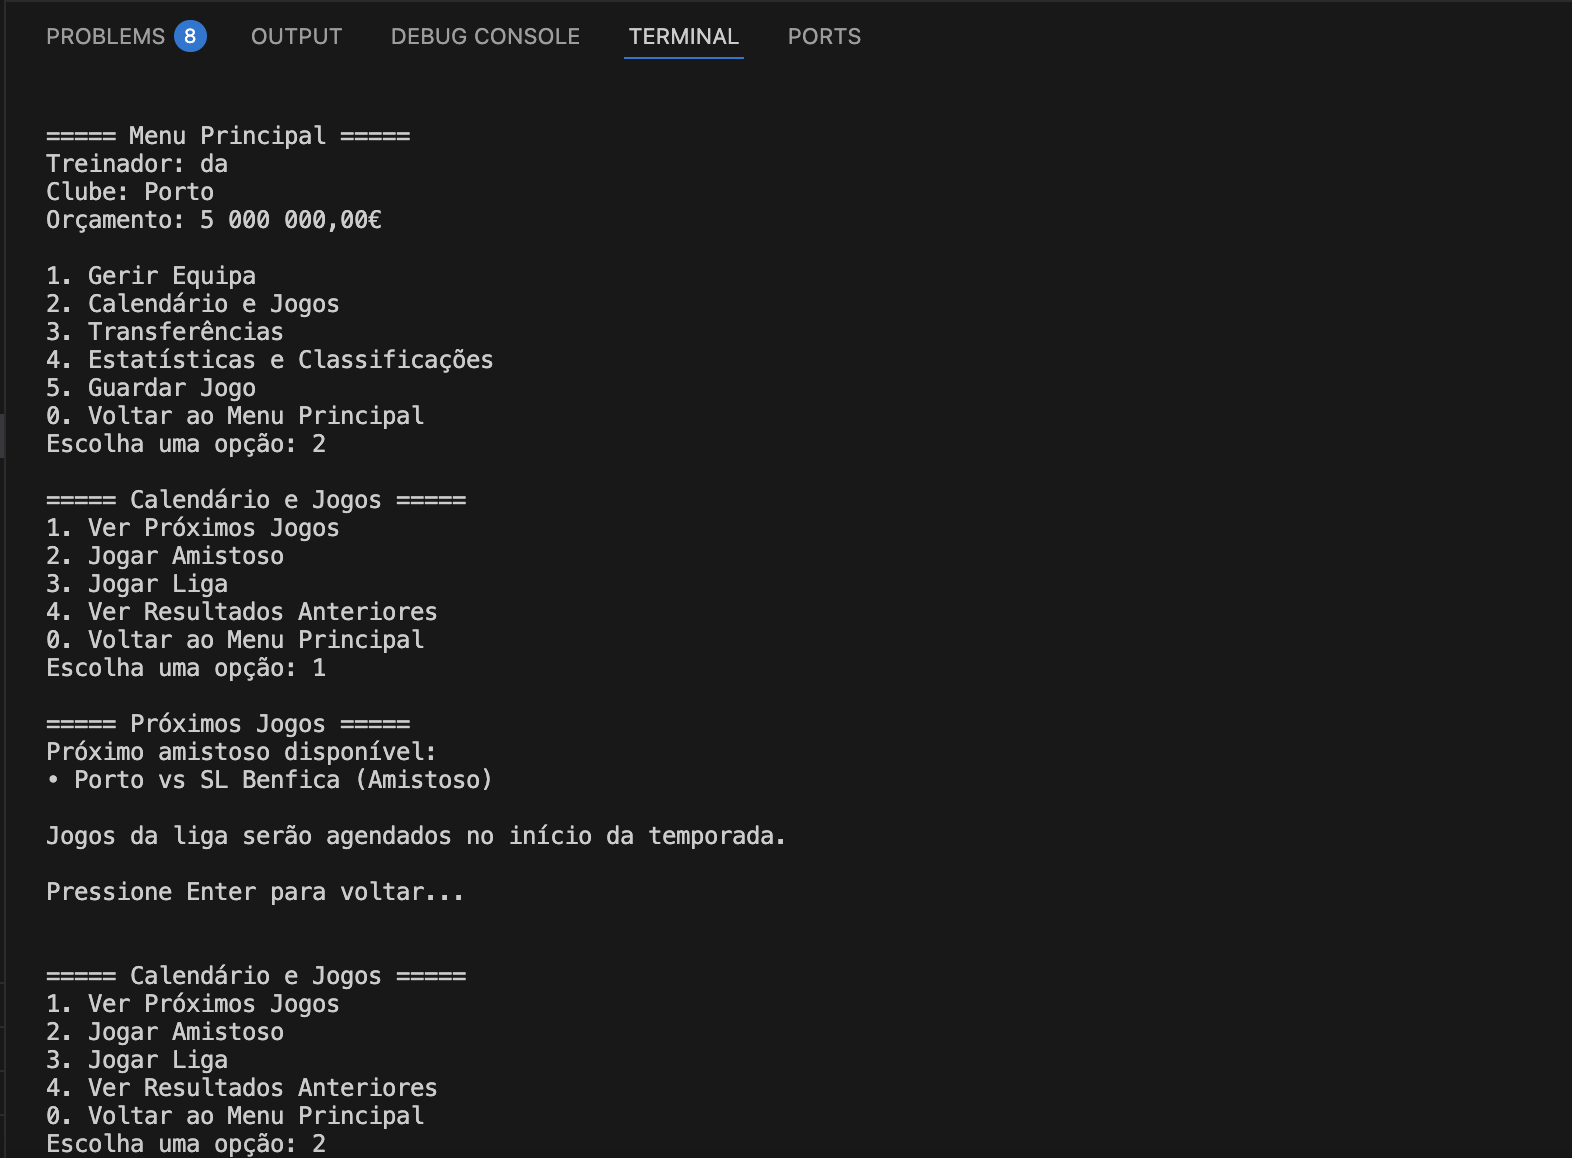 PROBLEMS 8 OUTPUT DEBUG CONSOLE TERMINAL PORTS
===== Menu Principal =====
Treinador: da
Clube: Porto
Orçamento: 5 000 000,00€
1. Gerir Equipa
2. Calendário e Jogos
3. Transferências
4. Estatísticas e Classificações
5. Guardar Jogo
0. Voltar ao Menu Principal
Escolha uma opção: 2
===== Calendário e Jogos =====
1. Ver Próximos Jogos
2. Jogar Amistoso
3. Jogar Liga
4. Ver Resultados Anteriores
0. Voltar ao Menu Principal
Escolha uma opção: 1
===== Próximos Jogos =====
Próximo amistoso disponível:
• Porto vs SL Benfica (Amistoso)
Jogos da liga serão agendados no início da temporada.
Pressione Enter para voltar...
===== Calendário e Jogos =====
1. Ver Próximos Jogos
2. Jogar Amistoso
3. Jogar Liga
4. Ver Resultados Anteriores
0. Voltar ao Menu Principal
Escolha uma opção: 2